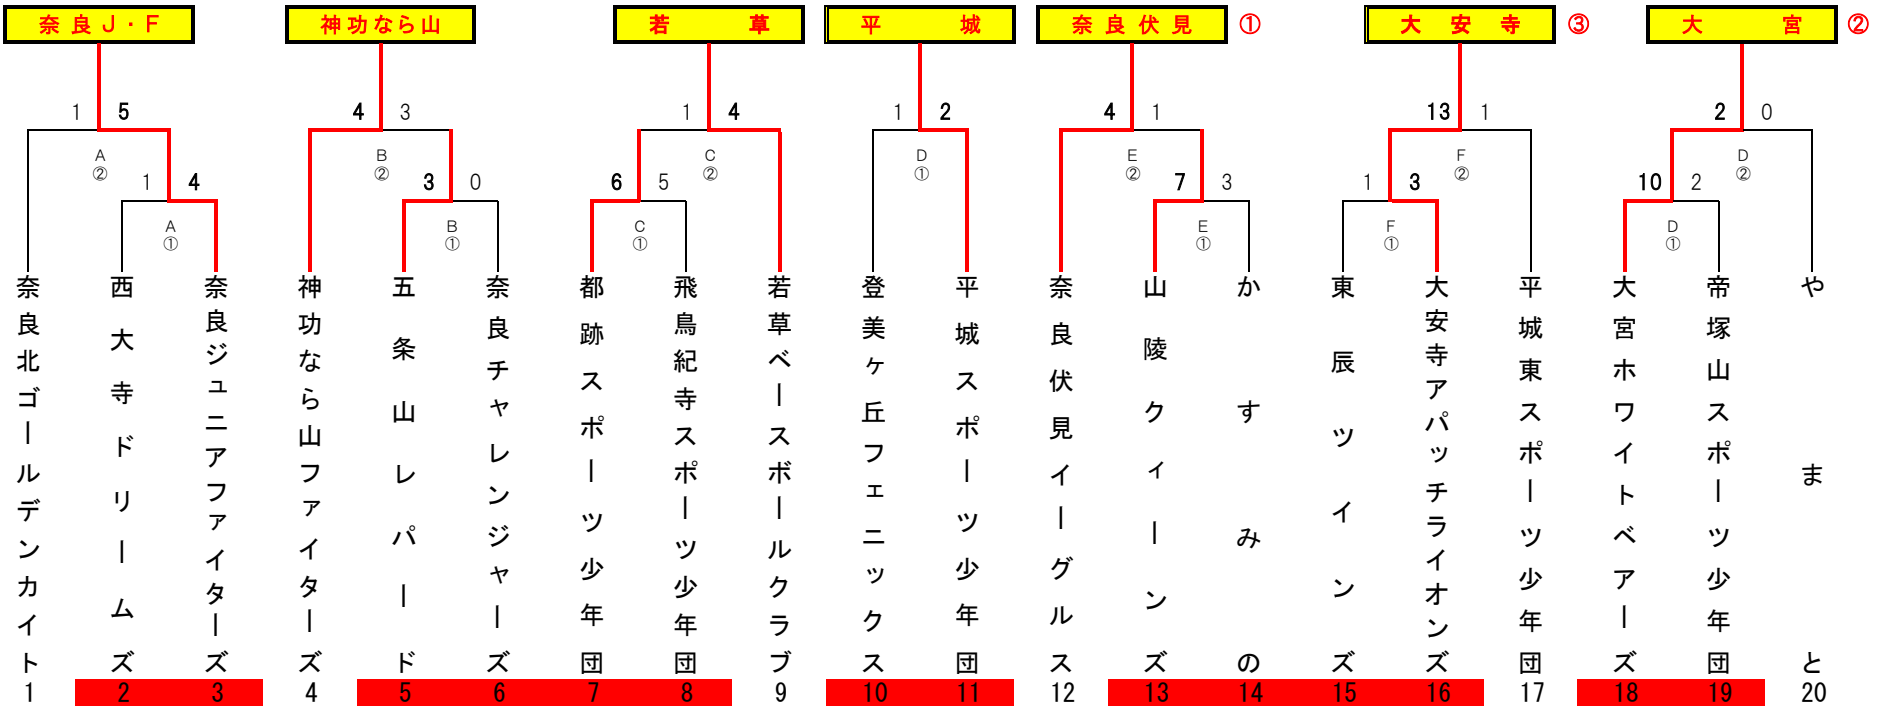 奈良J・F 神功なら山 若草 平城 奈良伏見 ① 大安寺 ③ 大宮 ②
1 5 4 3 1 4 1 2 4 1 13 1 2 0
A B C D E F D
② ② ② ① ② ② ②
1 4 3 0 6 5 7 3 1 3 10 2
A B C E F D
① ① ① ① ① ①
奈良北ゴールデンカイト
西大寺ドリームズ
奈良ジュニアファイターズ
神功なら山ファイターズ
五条山レパード
奈良チャレンジャーズ
都跡スポーツ少年団
飛鳥紀寺スポーツ少年団
若草ベースボールクラブ
登美ヶ丘フェニックス
平城スポーツ少年団
奈良伏見イーグルス
山陵クィーンズ
かすみの
東辰ツインズ
大安寺アパッチライオンズ
平城東スポーツ少年団
大宮ホワイトベアーズ
帝塚山スポーツ少年団
やまと
1 2 3 4 5 6 7 8 9 10 11 12 13 14 15 16 17 18 19 20